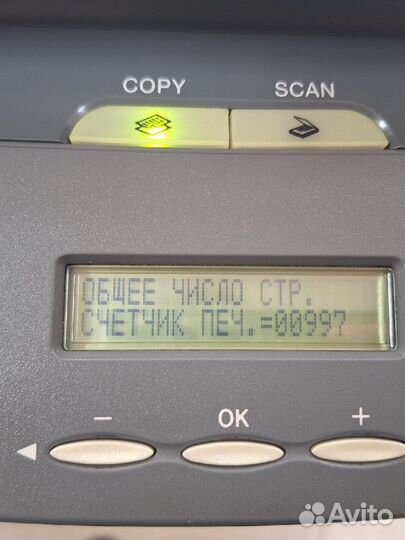 COPY SCAN
ОБЩЕЕ ЧИСЛО СТР.
СЧЕТЧИК ПЕЧ.=00997
− OK +
Avito